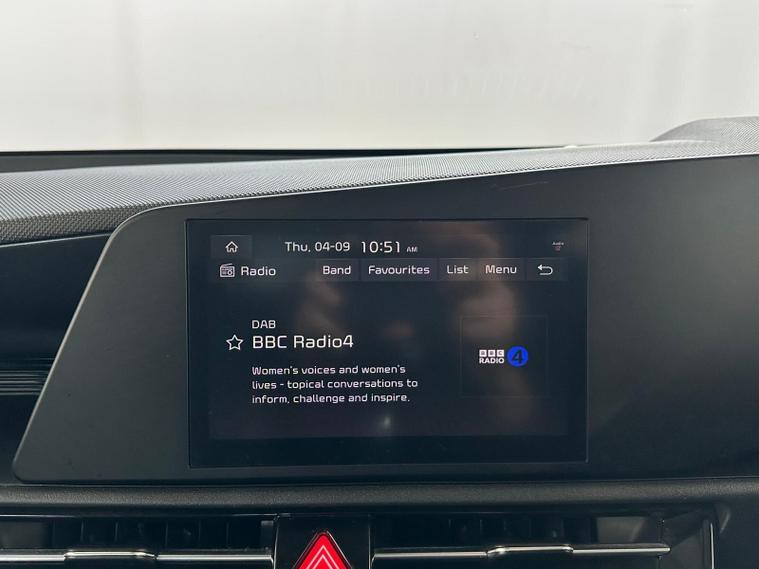 Thu, 04-09 10:51 AM
Audio
Radio Band Favourites List Menu
DAB
BBC Radio4
BBC
RADIO 4
Women's voices and women's
lives - topical conversations to
inform, challenge and inspire.